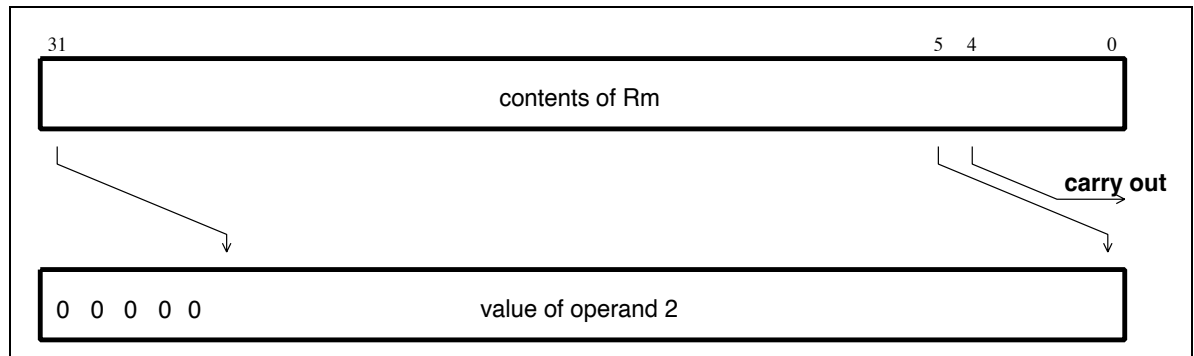 31 5 4 0
contents of Rm
carry out
0 0 0 0 0 value of operand 2